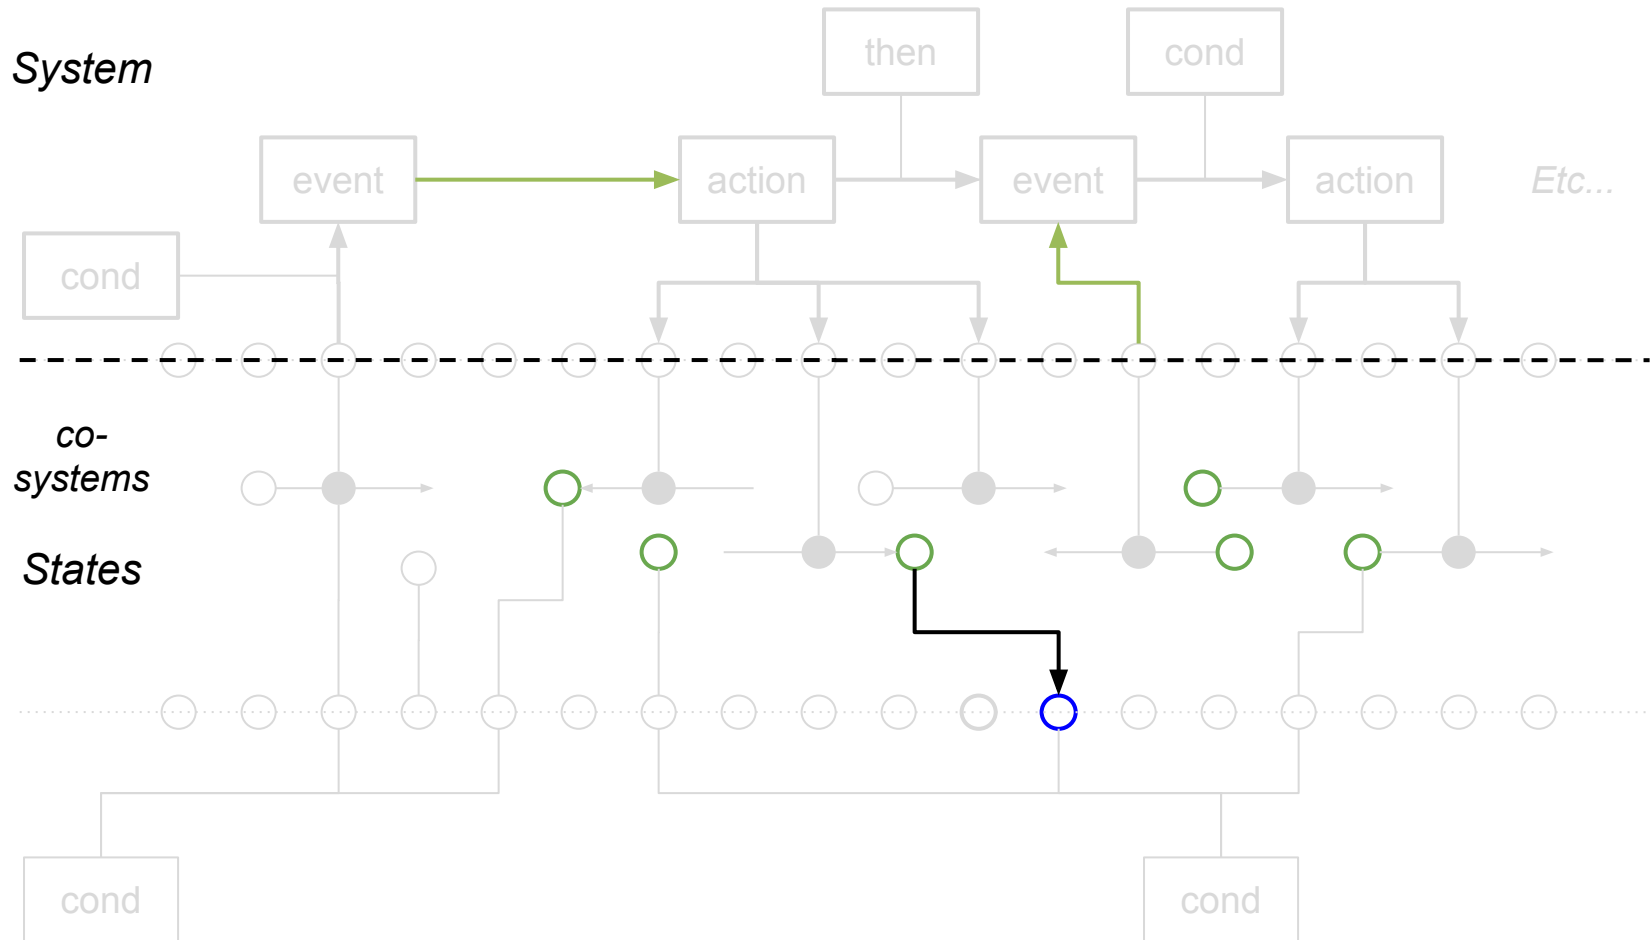 then
cond
System
event
action
event
action
Etc...
cond
co-
systems
States
cond
cond